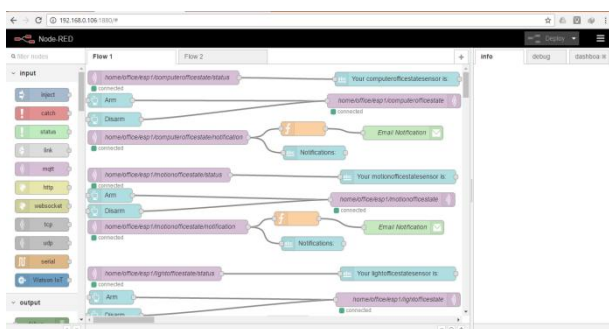 192.168.0.106:1880/#
Node-RED
Deploy
filter nodes
Flow 1
Flow 2
info
debug
dashboard
input
inject
catch
status
link
mqtt
http
websocket
tcp
udp
serial
Wiotys IoT
output
home/office/esp1/computerofficestate/status
connected
Your computerofficestatesensor is:
Arm
Disarm
home/office/esp1/computerofficestate
connected
home/office/esp1/computerofficestate/notification
connected
f
Email Notification
Notifications:
home/office/esp1/motionofficestate/status
connected
Your motionofficestatesensor is:
Arm
Disarm
home/office/esp1/motionofficestate
connected
home/office/esp1/motionofficestate/notification
connected
f
Email Notification
Notifications:
home/office/esp1/lightofficestate/status
connected
Your lightofficestatesensor is:
Arm
Disarm
home/office/esp1/lightofficestate
connected